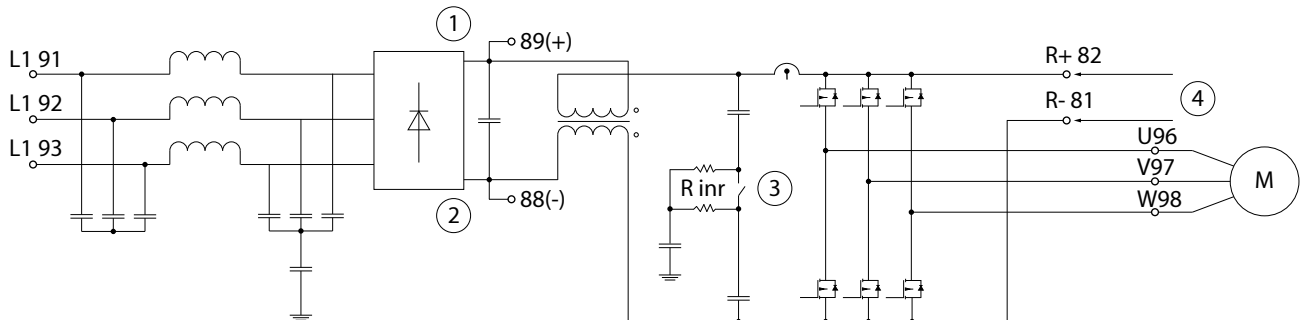 1
89(+)
L1 91
R+ 82
R- 81
4
L1 92
U96
L1 93
V97
M
R inr
3
88(-)
W98
2